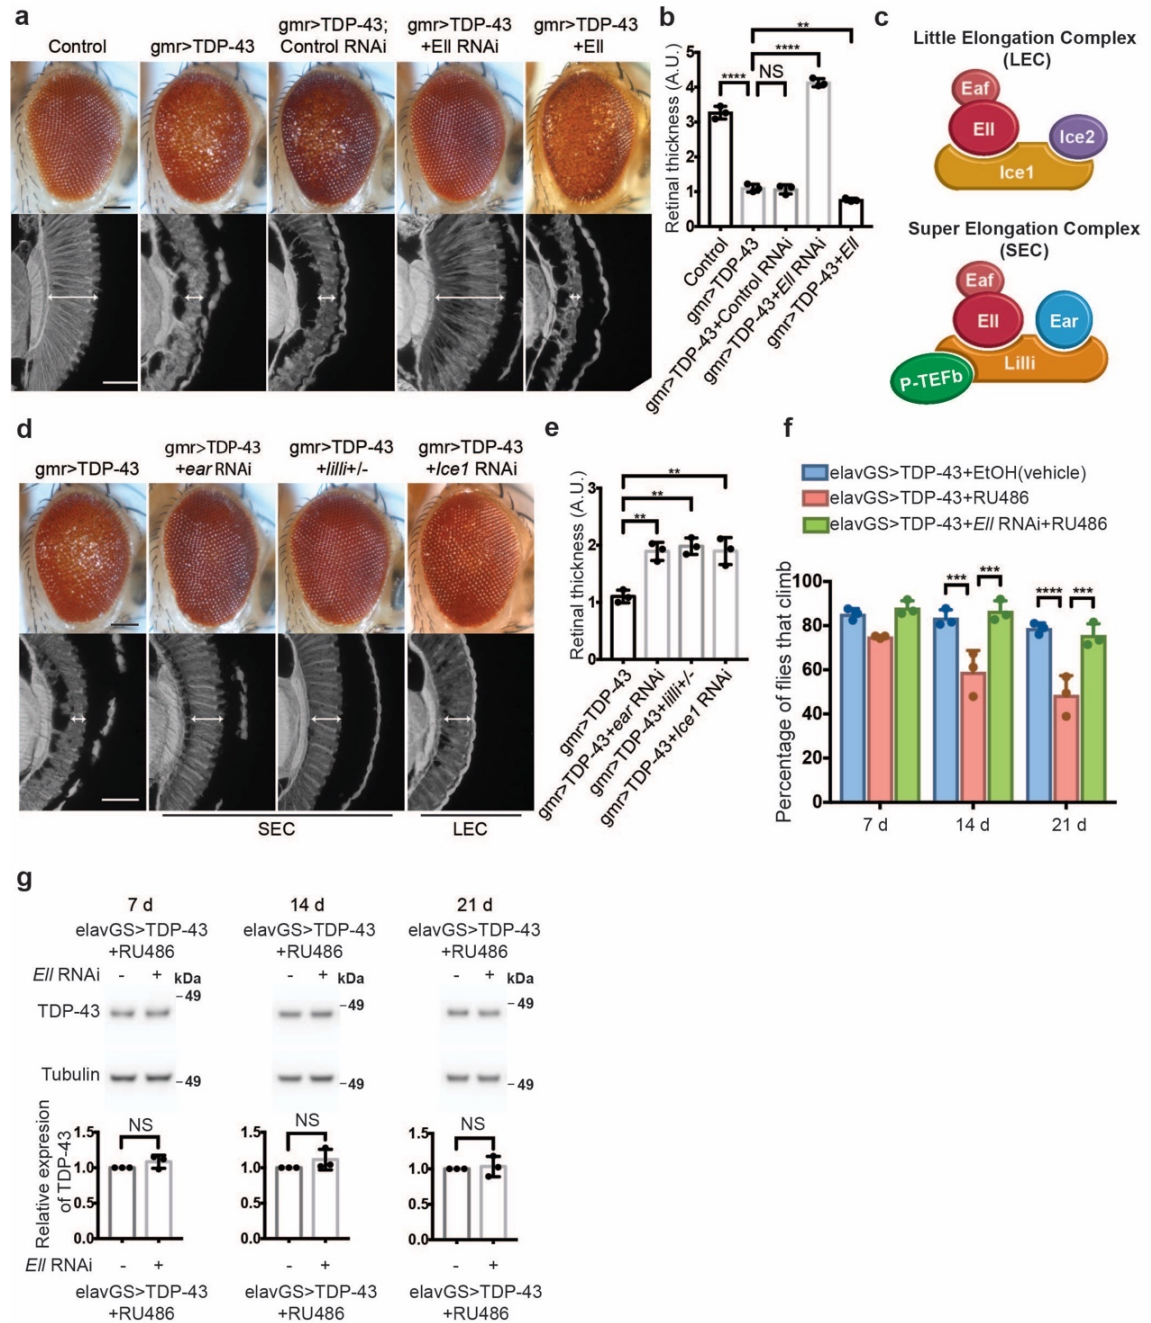 a
Control
gmr>TDP-43
gmr>TDP-43;
Control RNAi
gmr>TDP-43
+Ell RNAi
gmr>TDP-43
+Ell
b
Retinal thickness (A.U.)
5
4
3
2
1
0
****
NS
****
**
Control
gmr>TDP-43
gmr>TDP-43+Control RNAi
gmr>TDP-43+Ell RNAi
gmr>TDP-43+Ell
c
Little Elongation Complex
(LEC)
Eaf
Ell
Ice2
Ice1
Super Elongation Complex
(SEC)
Eaf
Ell
Ear
Lilli
P-TEFb
d
gmr>TDP-43
gmr>TDP-43
+ear RNAi
gmr>TDP-43
+lilli+/-
gmr>TDP-43
+Ice1 RNAi
SEC
LEC
e
Retinal thickness (A.U.)
3
2
1
0
**
**
**
gmr>TDP-43
gmr>TDP-43+ear RNAi
gmr>TDP-43+lilli+/-
gmr>TDP-43+Ice1 RNAi
f
elavGS>TDP-43+EtOH(vehicle)
elavGS>TDP-43+RU486
elavGS>TDP-43+Ell RNAi+RU486
Percentage of flies that climb
100
80
60
40
20
0
***
***
****
***
7 d
14 d
21 d
g
7 d
14 d
21 d
elavGS>TDP-43
+RU486
elavGS>TDP-43
+RU486
elavGS>TDP-43
+RU486
Ell RNAi - + kDa - + kDa - + kDa
TDP-43
-49
-49
-49
Tubulin
-49
-49
-49
Relative expresion
of TDP-43
1.5
1.0
0.5
0.0
NS
1.5
1.0
0.5
0.0
NS
1.5
1.0
0.5
0.0
NS
Ell RNAi - + - + - +
elavGS>TDP-43
+RU486
elavGS>TDP-43
+RU486
elavGS>TDP-43
+RU486